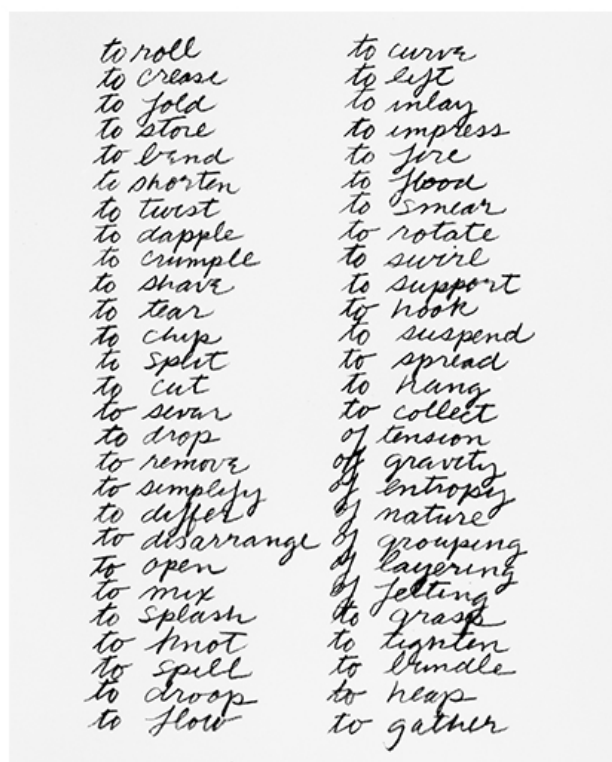 to roll
to crease
to fold
to store
to bend
to shorten
to twist
to dapple
to crumple
to shave
to tear
to chip
to split
to cut
to sever
to drop
to remove
to simplify
to differ
to disarrange
to open
to mix
to splash
to knot
to spill
to droop
to flow
to curve
to lift
to inlay
to impress
to fire
to flood
to smear
to rotate
to swirl
to support
to hook
to suspend
to spread
to hang
to collect
of tension
of gravity
of entropy
of nature
of grouping
of layering
of felting
to grasp
to tighten
to bundle
to heap
to gather